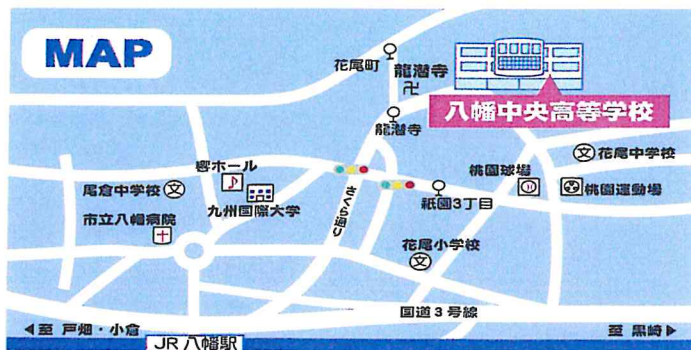 MAP
花尾町
龍潜寺
八幡中央高等学校
龍潜寺
花尾中学校
響ホール
桃園球場
桃園運動場
尾倉中学校
九州国際大学
祇園3丁目
さくら通り
市立八幡病院
花尾小学校
国道3号線
至 戸畑・小倉
至 黒崎
JR八幡駅